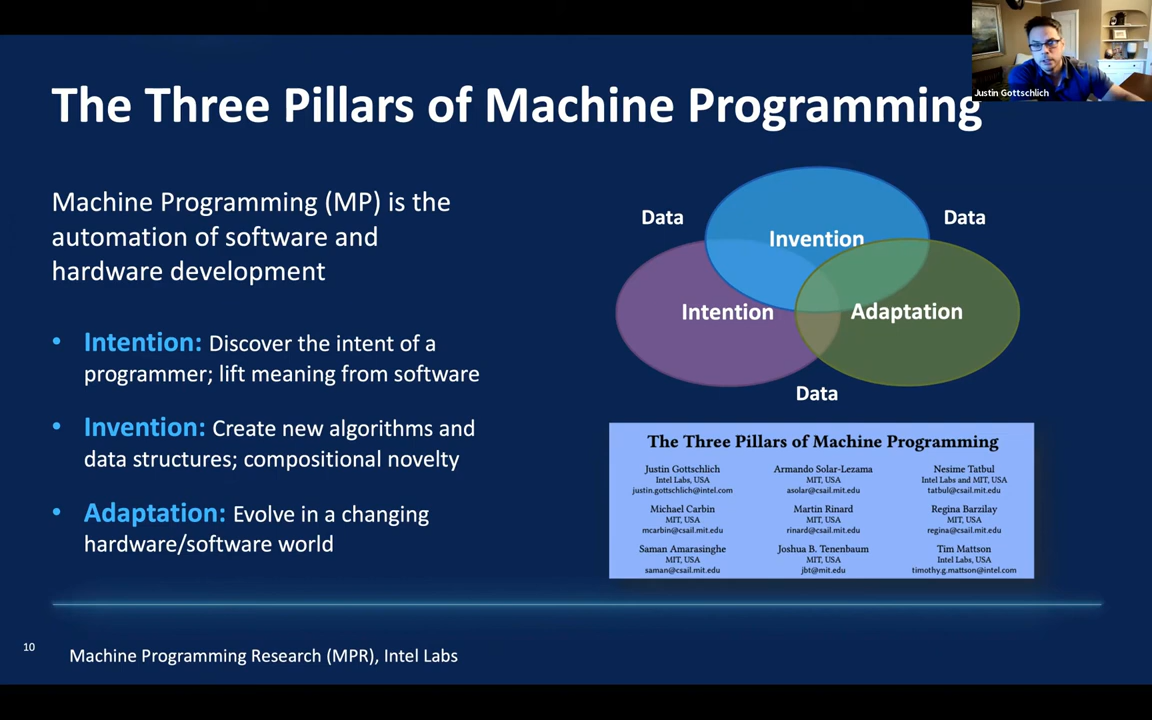 Justin Gottschlich
The Three Pillars of Machine Programming
Machine Programming (MP) is the
automation of software and
hardware development
• Intention: Discover the intent of a
programmer; lift meaning from software
• Invention: Create new algorithms and
data structures; compositional novelty
• Adaptation: Evolve in a changing
hardware/software world
Data
Data
Invention
Intention
Adaptation
Data
The Three Pillars of Machine Programming
Justin Gottschlich
Intel Labs, USA
justin.gottschlich@intel.com
Armando Solar-Lezama
MIT, USA
asolar@csail.mit.edu
Nesime Tatbul
Intel Labs and MIT, USA
tatbul@csail.mit.edu
Michael Carbin
MIT, USA
mcarbin@csail.mit.edu
Martin Rinard
MIT, USA
rinard@csail.mit.edu
Regina Barzilay
MIT, USA
regina@csail.mit.edu
Saman Amarasinghe
MIT, USA
saman@csail.mit.edu
Joshua B. Tenenbaum
MIT, USA
jbt@mit.edu
Tim Mattson
Intel Labs, USA
timothy.g.mattson@intel.com
10
Machine Programming Research (MPR), Intel Labs